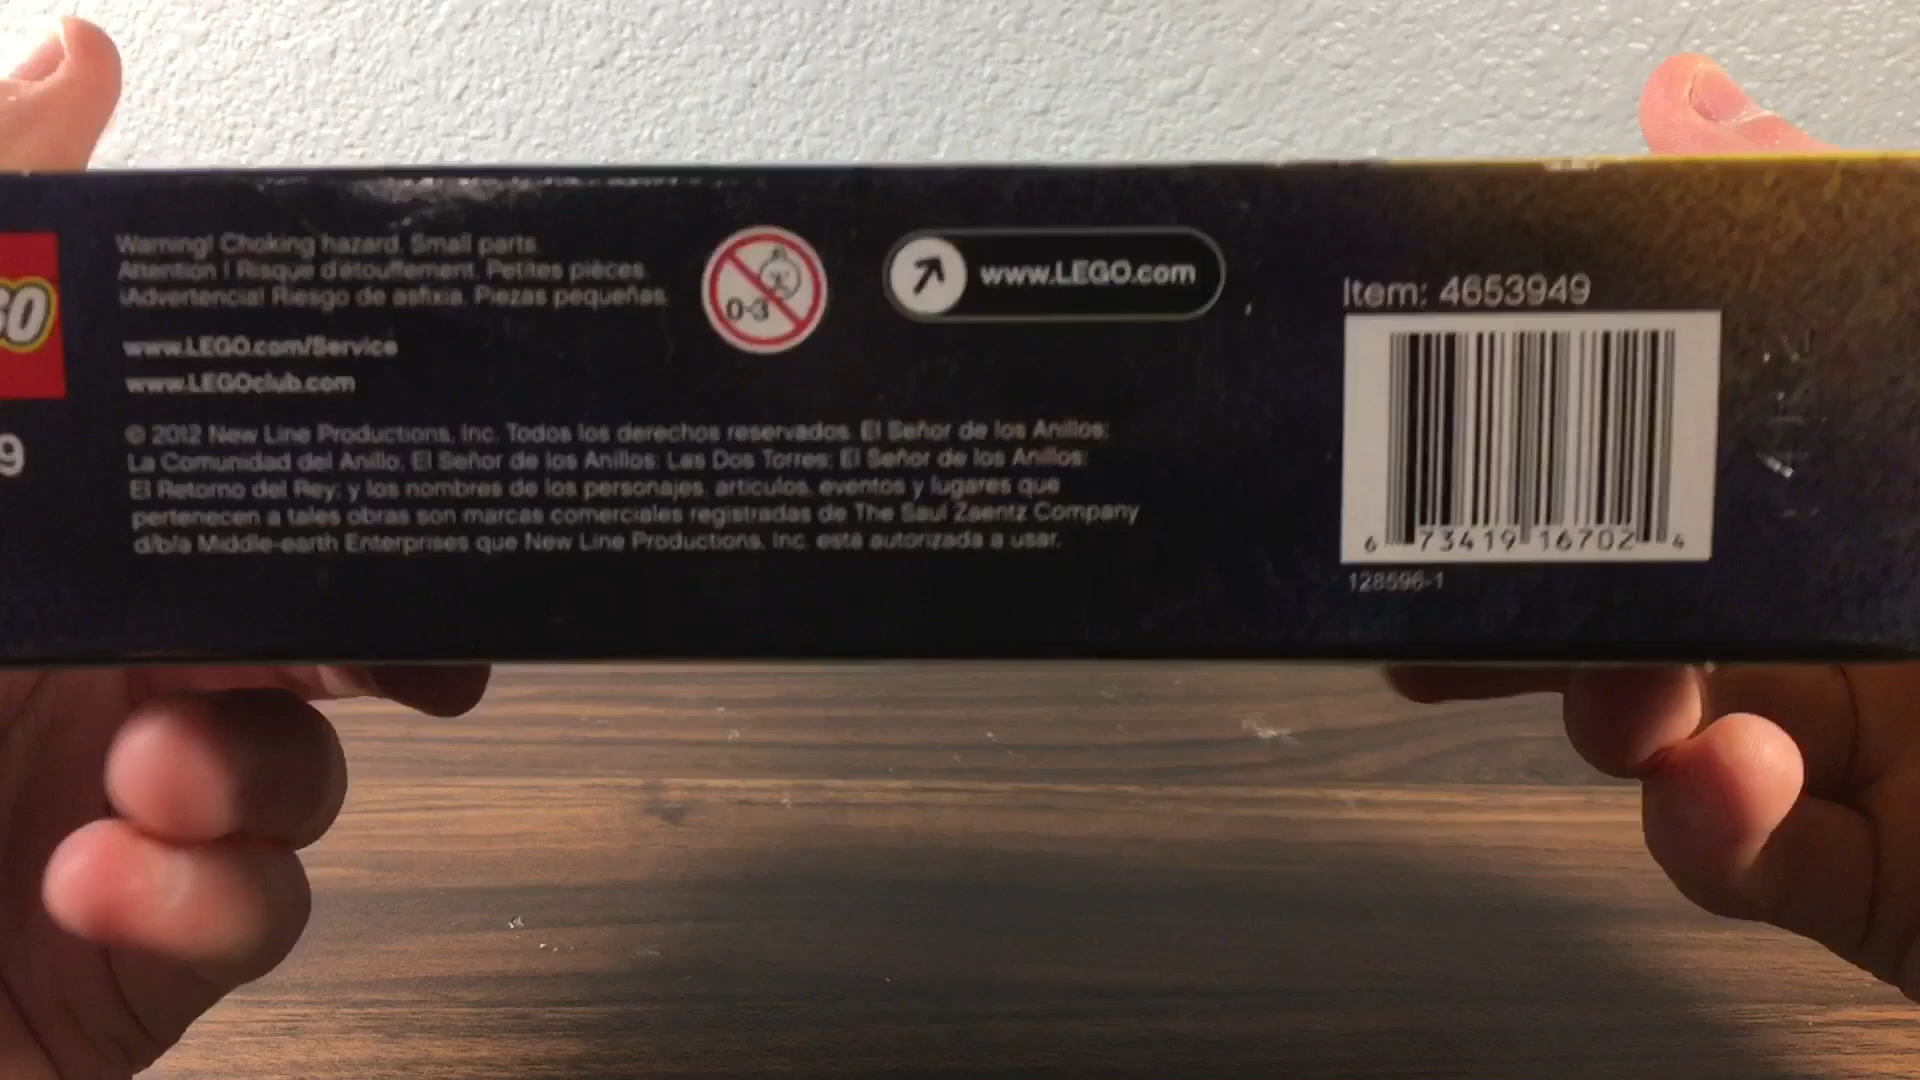 GO
9
Warning! Choking hazard. Small parts.
Attention ! Risque d'étouffement. Petites pièces.
¡Advertencia! Riesgo de asfixia. Piezas pequeñas.
www.LEGO.com/Service
www.LEGOclub.com
0-3
www.LEGO.com
© 2012 New Line Productions, Inc. Todos los derechos reservados. El Señor de los Anillos:
La Comunidad del Anillo; El Señor de los Anillos: Las Dos Torres; El Señor de los Anillos:
El Retorno del Rey; y los nombres de los personajes, artículos, eventos y lugares que
pertenecen a tales obras son marcas comerciales registradas de The Saul Zaentz Company
d/b/a Middle-earth Enterprises que New Line Productions, Inc. está autorizada a usar.
Item: 4653949
6 73419 16702 4
128596-1